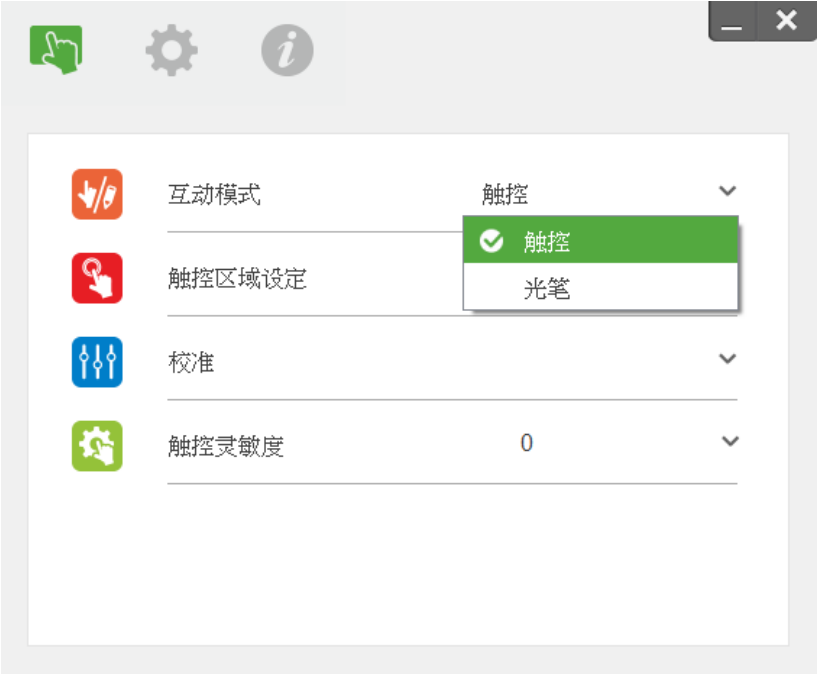 互动模式 触控
触控
触控区域设定
光笔
校准
触控灵敏度 0